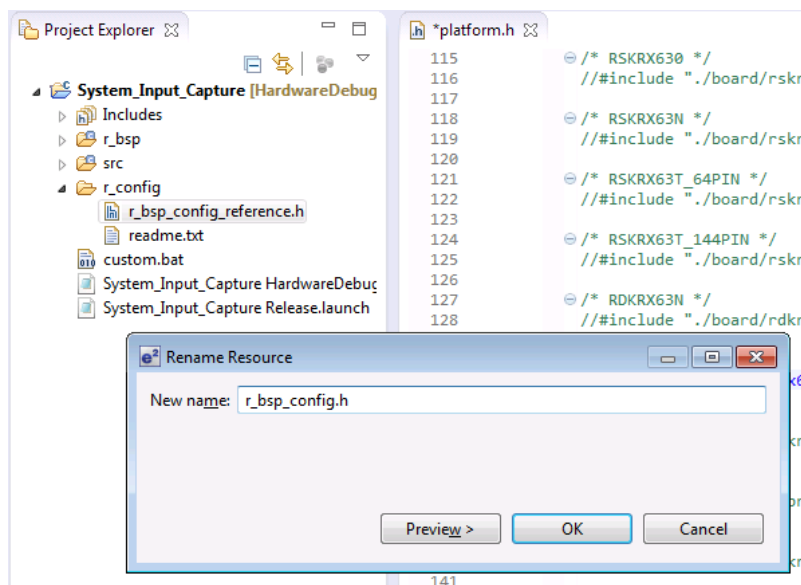 Project Explorer
System_Input_Capture [HardwareDebug
Includes
r_bsp
src
r_config
r_bsp_config_reference.h
readme.txt
custom.bat
System_Input_Capture HardwareDebug
System_Input_Capture Release.launch
*platform.h
115 /* RSKRX630 */
116 //#include "./board/rskr
117
118 /* RSKRX63N */
119 //#include "./board/rskr
120
121 /* RSKRX63T_64PIN */
122 //#include "./board/rskr
123
124 /* RSKRX63T_144PIN */
125 //#include "./board/rskr
126
127 /* RDKRX63N */
128 //#include "./board/rdkr
Rename Resource
New name: r_bsp_config.h
Preview >
OK
Cancel
141